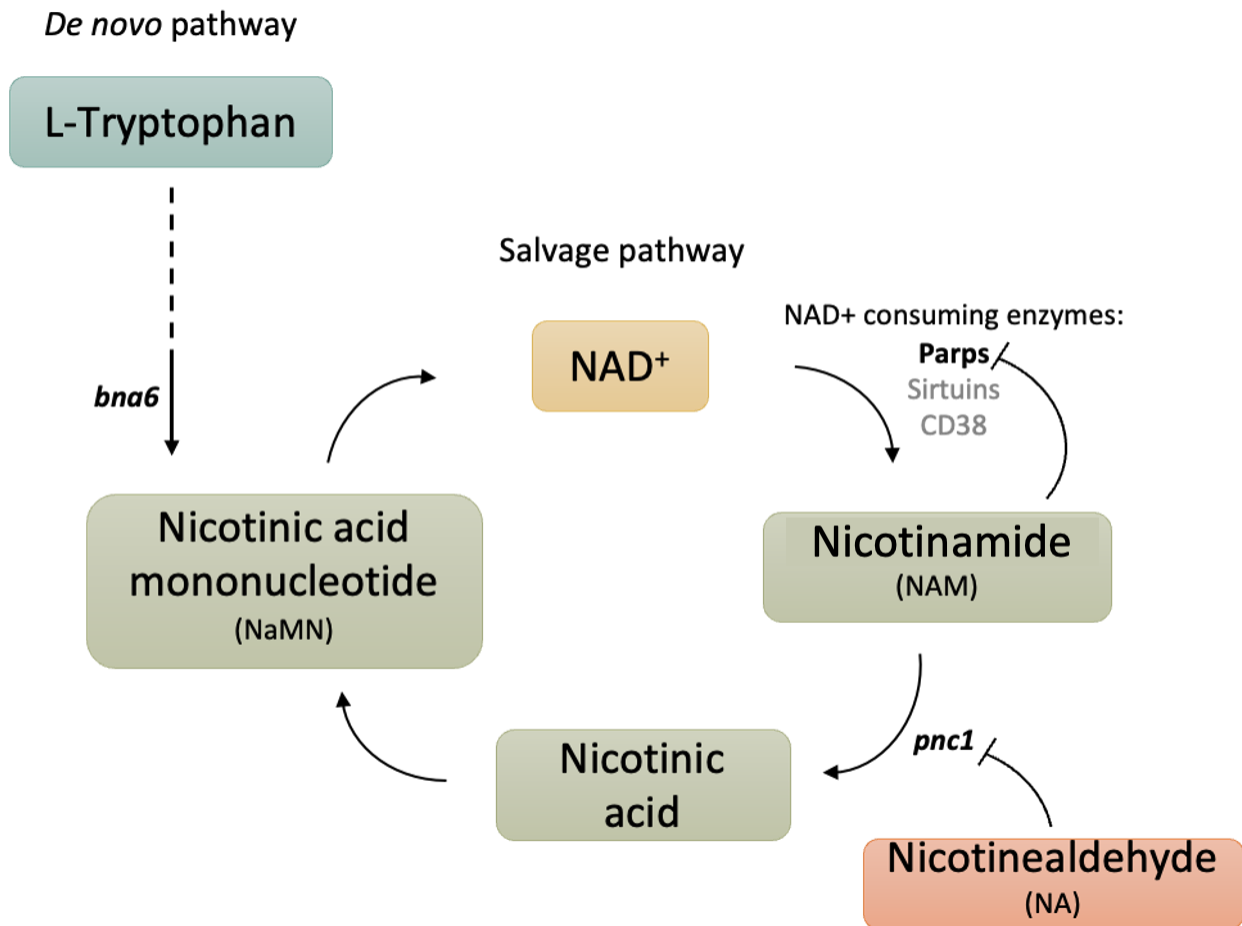 De novo pathway
L-Tryptophan
Salvage pathway
NAD+ consuming enzymes:
Parps
Sirtuins
CD38
NAD⁺
bna6
Nicotinic acid
mononucleotide
(NaMN)
Nicotinamide
(NAM)
pnc1
Nicotinic
acid
Nicotinealdehyde
(NA)